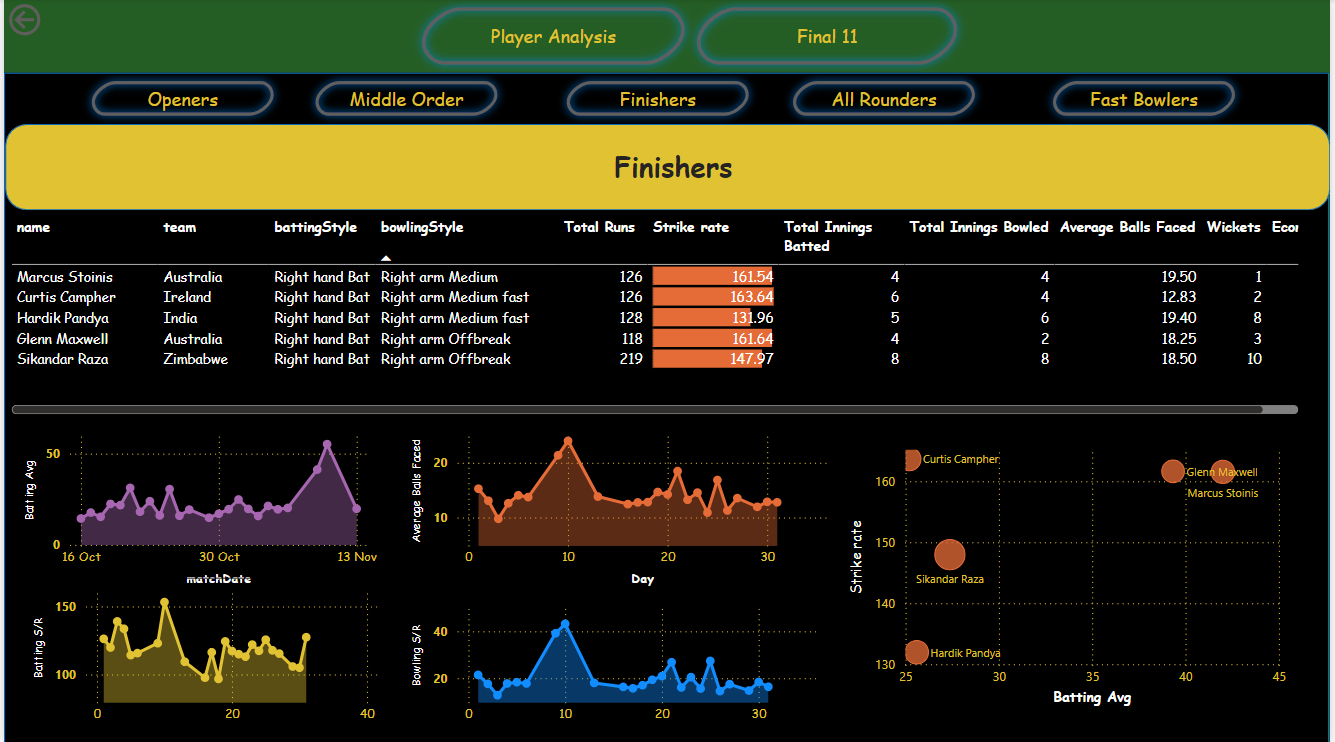 Player Analysis
Final 11
Openers
Middle Order
Finishers
All Rounders
Fast Bowlers
Finishers
name team battingStyle bowlingStyle Total Runs Strike rate Total Innings Batted Total Innings Bowled Average Balls Faced Wickets Econ
Marcus Stoinis Australia Right hand Bat Right arm Medium 126 161.54 4 4 19.50 1
Curtis Campher Ireland Right hand Bat Right arm Medium fast 126 163.64 6 4 12.83 2
Hardik Pandya India Right hand Bat Right arm Medium fast 128 131.96 5 6 19.40 8
Glenn Maxwell Australia Right hand Bat Right arm Offbreak 118 161.64 4 2 18.25 3
Sikandar Raza Zimbabwe Right hand Bat Right arm Offbreak 219 147.97 8 8 18.50 10
Batting Avg
50
0
16 Oct 30 Oct 13 Nov
matchDate
Average Balls Faced
20
10
0 10 20 30
Day
Strike rate
160
150
140
130
Curtis Campher
Glenn Maxwell
Marcus Stoinis
Sikandar Raza
Hardik Pandya
25 30 35 40 45
Batting Avg
Batting S/R
150
100
0 20 40
Bowling S/R
40
20
0 10 20 30